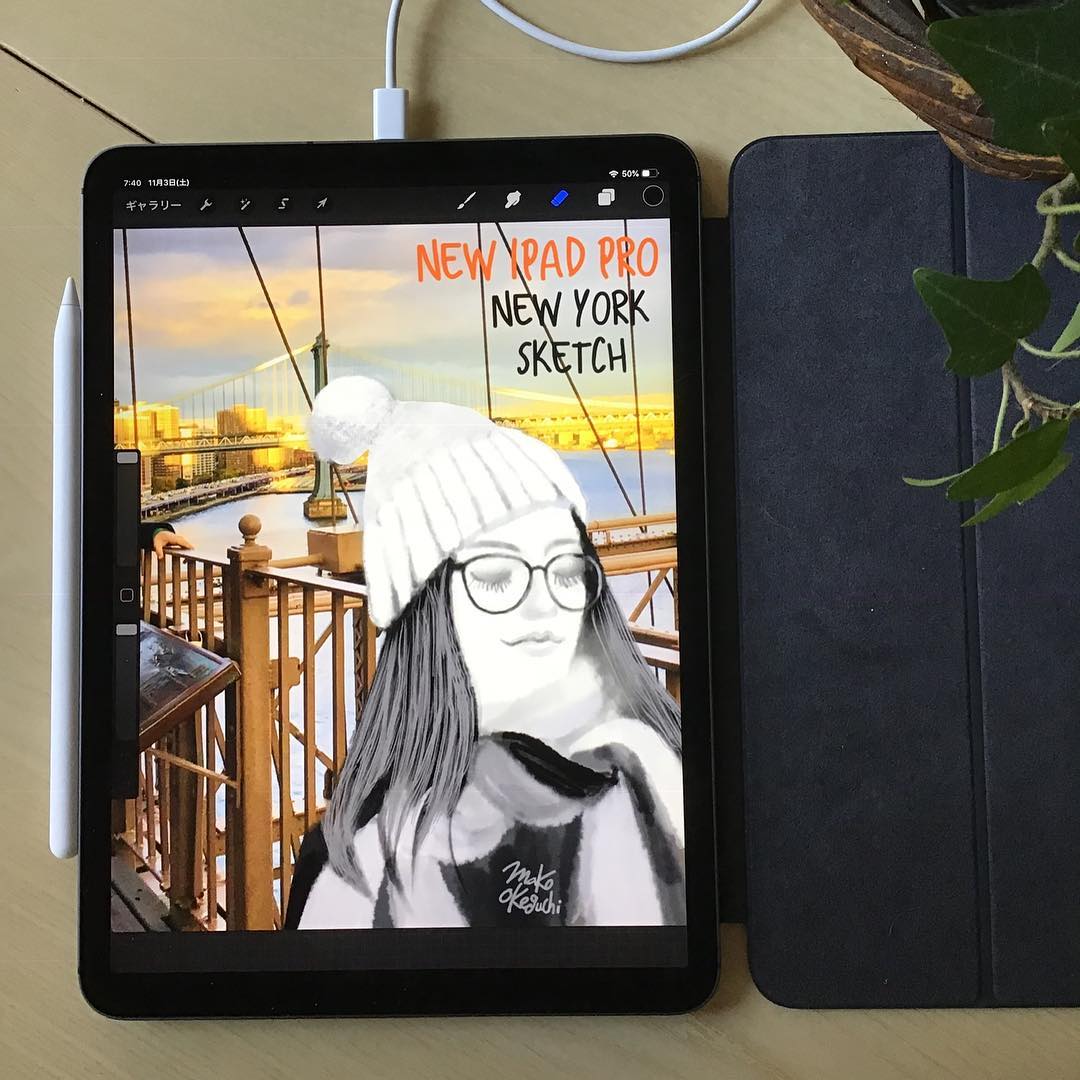 7:40 11月3日(土) 50%
ギャラリー
NEW IPAD PRO
NEW YORK
SKETCH
Mako
Okeguchi